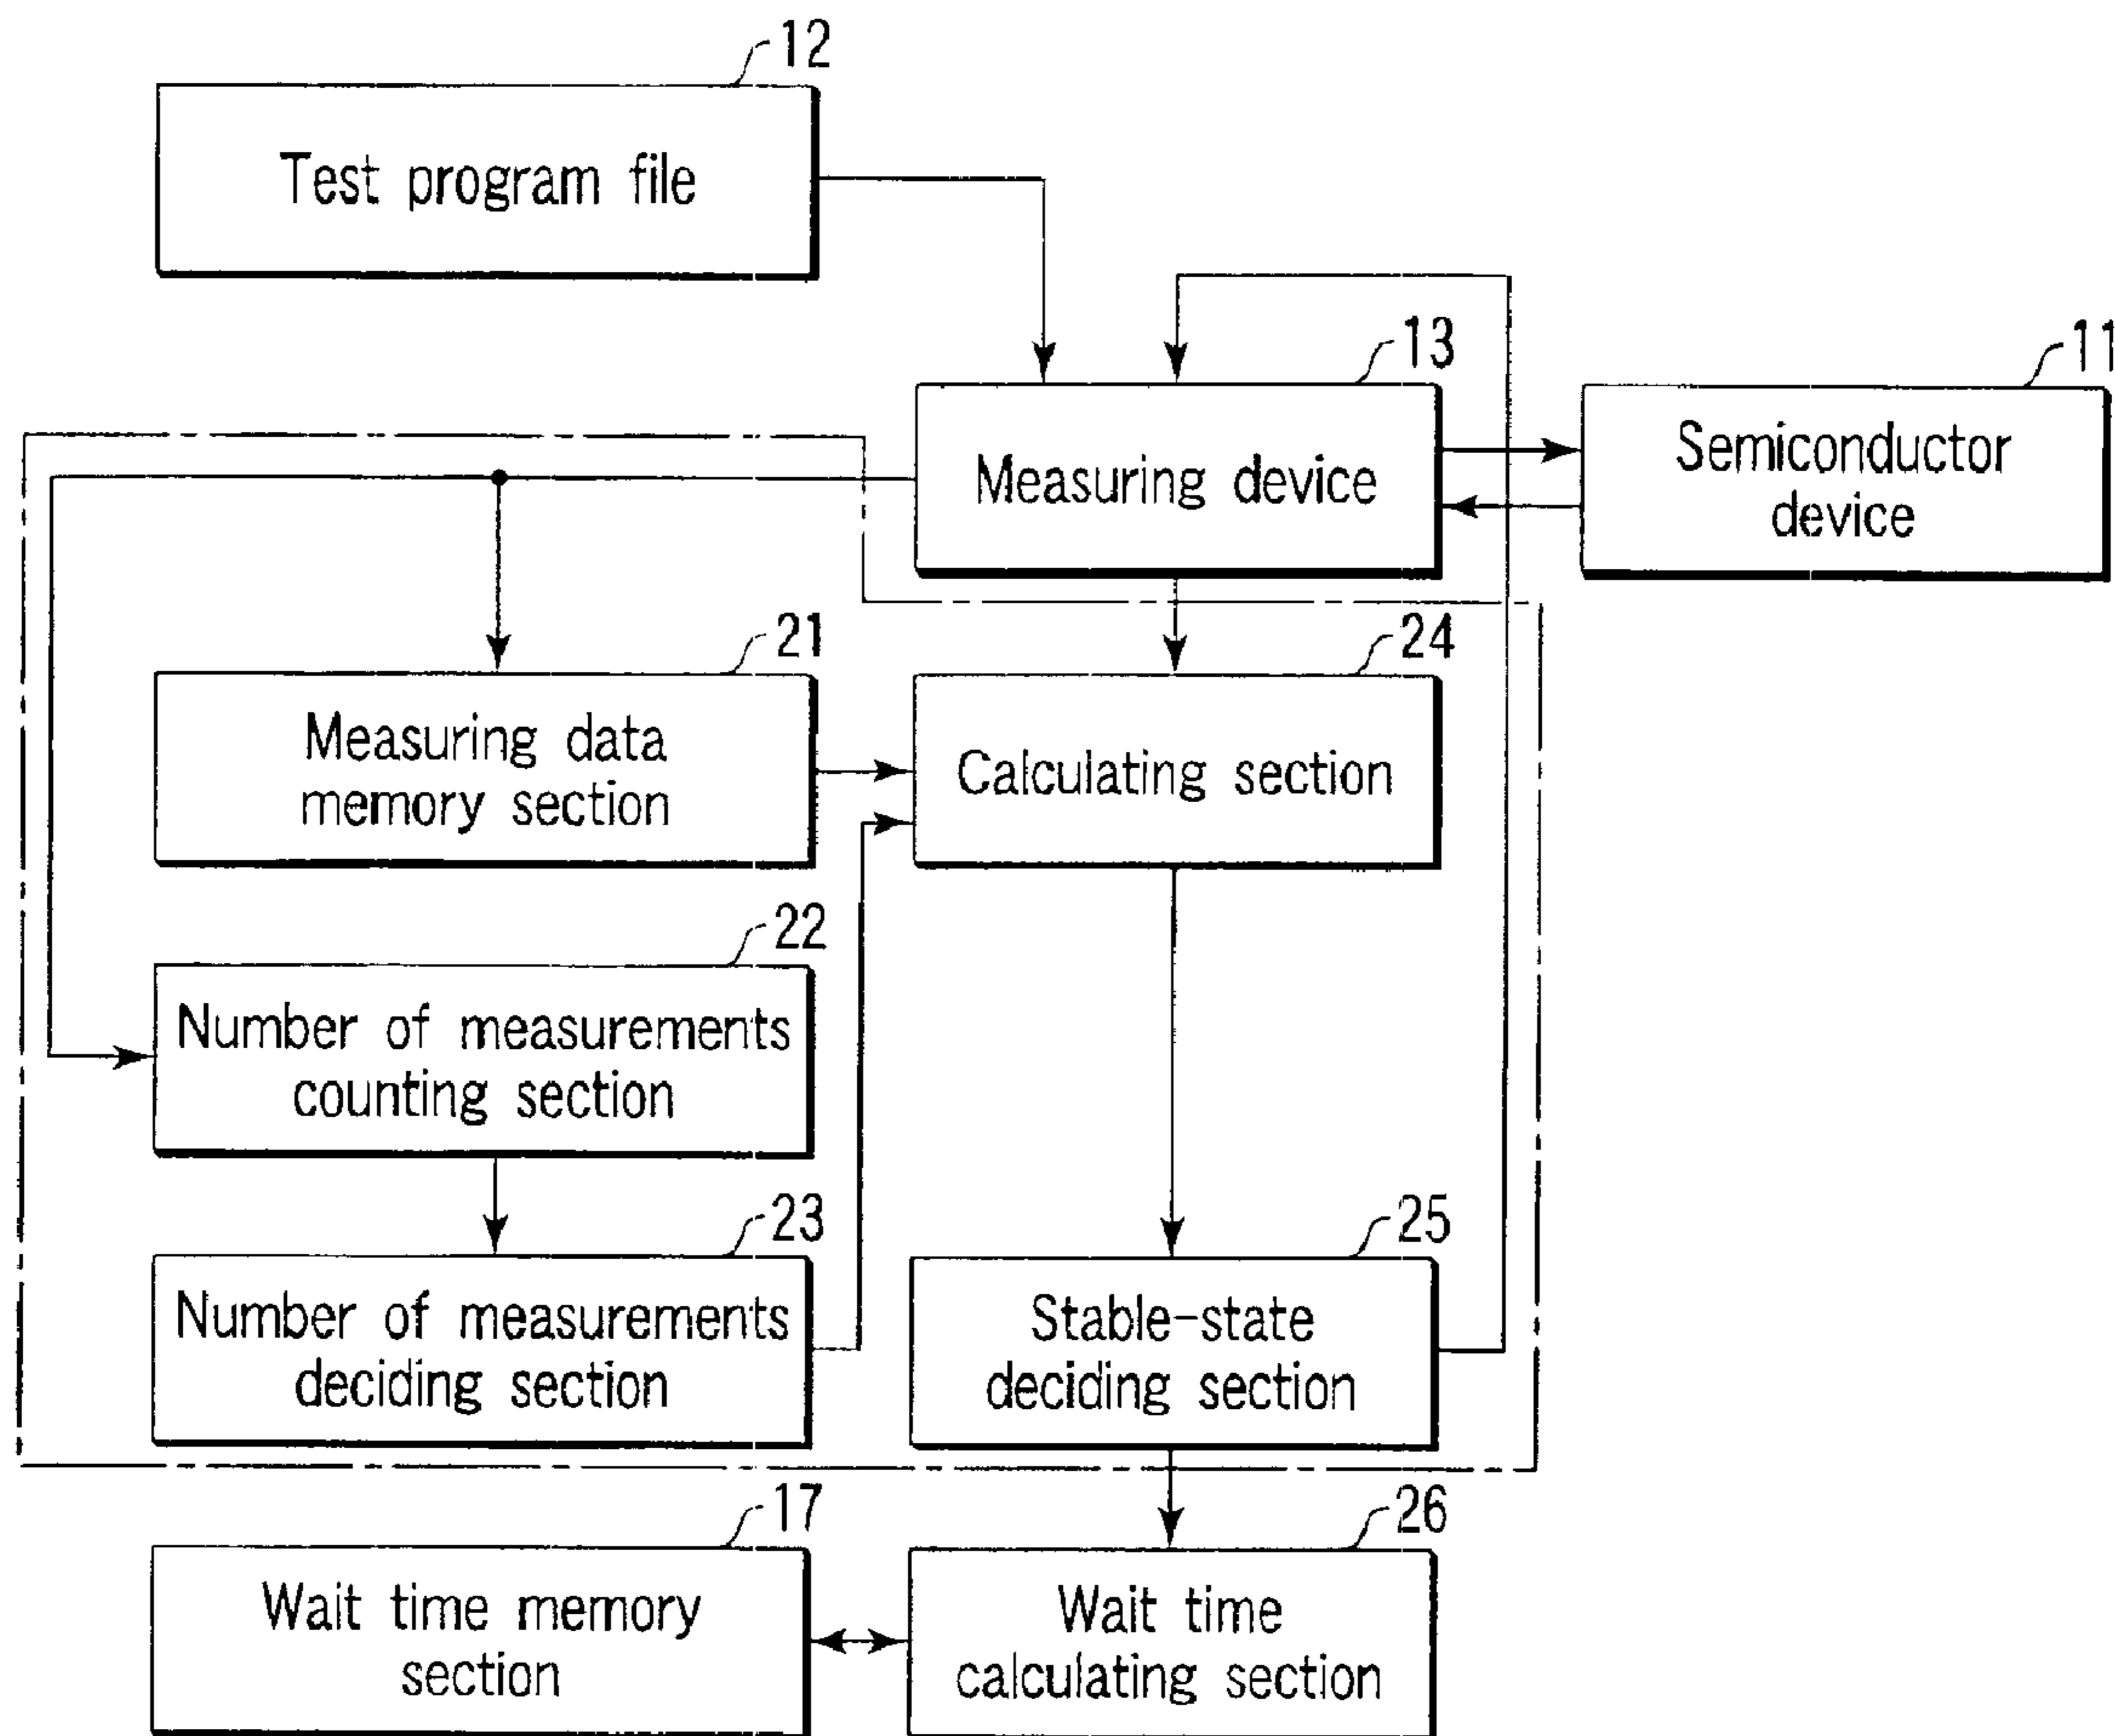 12
Test program file
13
Measuring device
11
Semiconductor
device
21
Measuring data
memory section
24
Calculating section
22
Number of measurements
counting section
23
Number of measurements
deciding section
25
Stable-state
deciding section
17
Wait time memory
section
26
Wait time
calculating section